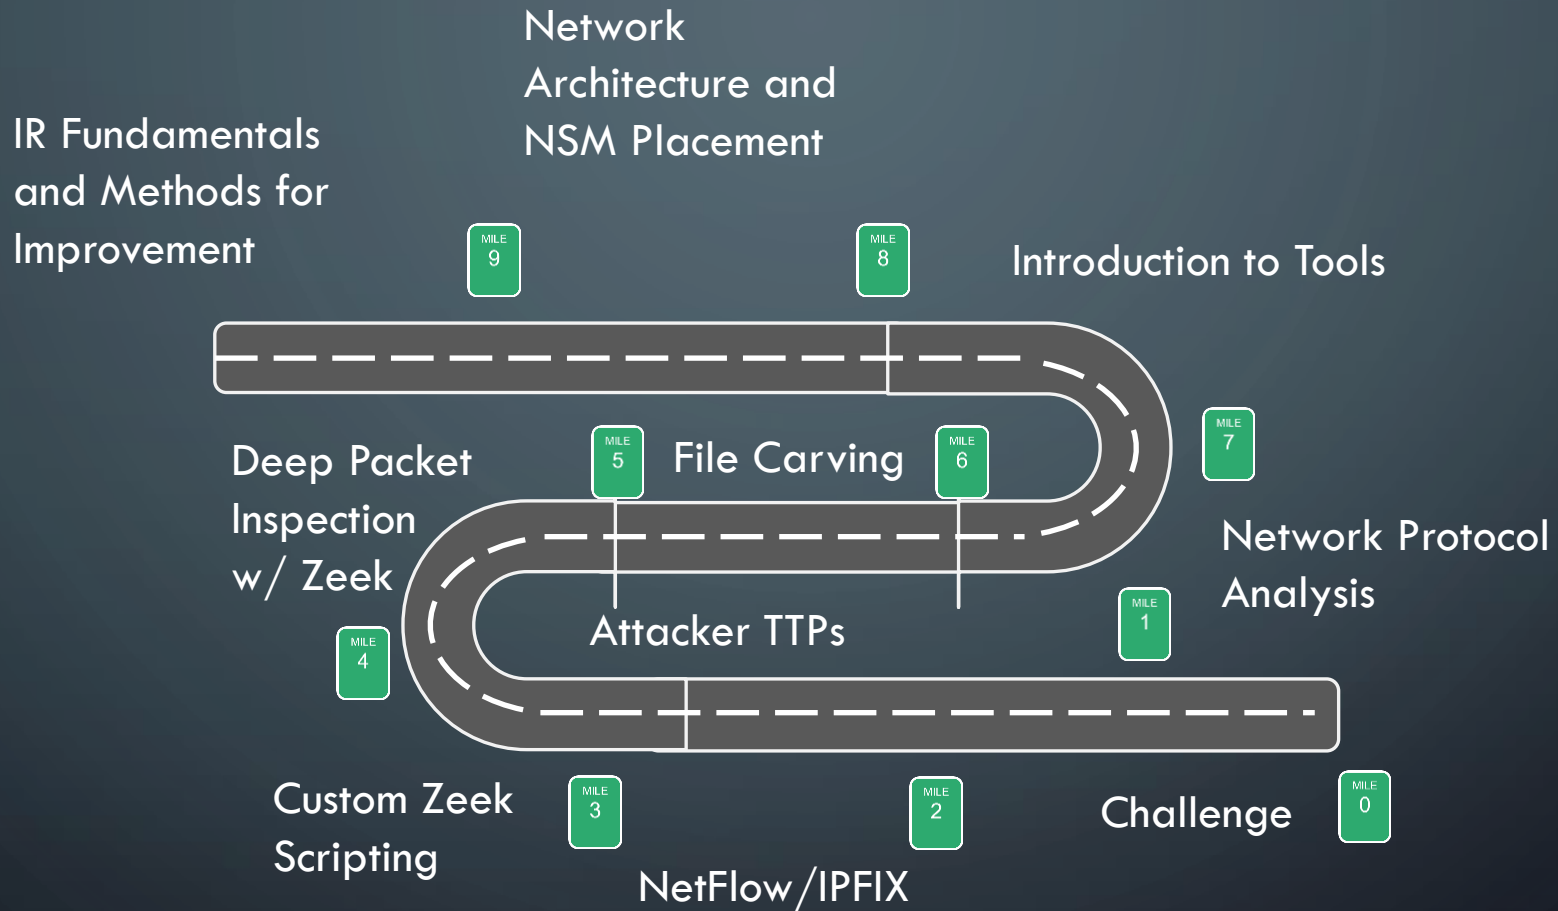 Network
Architecture and
NSM Placement
IR Fundamentals
and Methods for
Improvement
MILE
9
MILE
8
Introduction to Tools
Deep Packet
Inspection
w/ Zeek
MILE
5
File Carving
MILE
6
MILE
7
Network Protocol
Analysis
Attacker TTPs
MILE
1
MILE
4
Custom Zeek
Scripting
MILE
3
NetFlow/IPFIX
MILE
2
Challenge
MILE
0